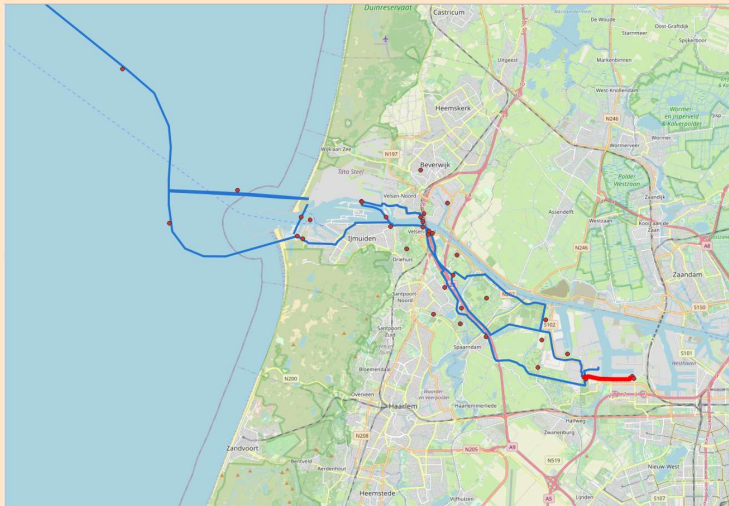 Duinreservaat
Castricum
De Woude
Oost-Graftdijk
Starnmeer
Spijkerboor
Uitgeest
Markenbinnen
West-Knollendam
N246
Heemskerk
Wormer-
en Jisperveld
& Kalverpolder
Wormer
Wormerveer
Wijk aan Zee
N197
Tata Steel
Beverwijk
Velsen-Noord
Polder
Westzaan
Assendelft
Zaandijk
Koog aan de
Zaan
Westzaan
A8
IJmuiden
Velsen
N246
Driehuis
Zaandam
Santpoort-
Noord
N202
S150
S102
Santpoort-
Zuid
Spaarndam
S101
Westhaven
N200
Bloemendaal
Overveen
Haarlem
Haarlemmerliede
Halfweg
Zwanenburg
Zandvoort
N208
N205
A9
N519
Bentveld
Aerdenhout
Nieuw-West
A5
Heemstede
Vijfhuizen
Lijnden
S107